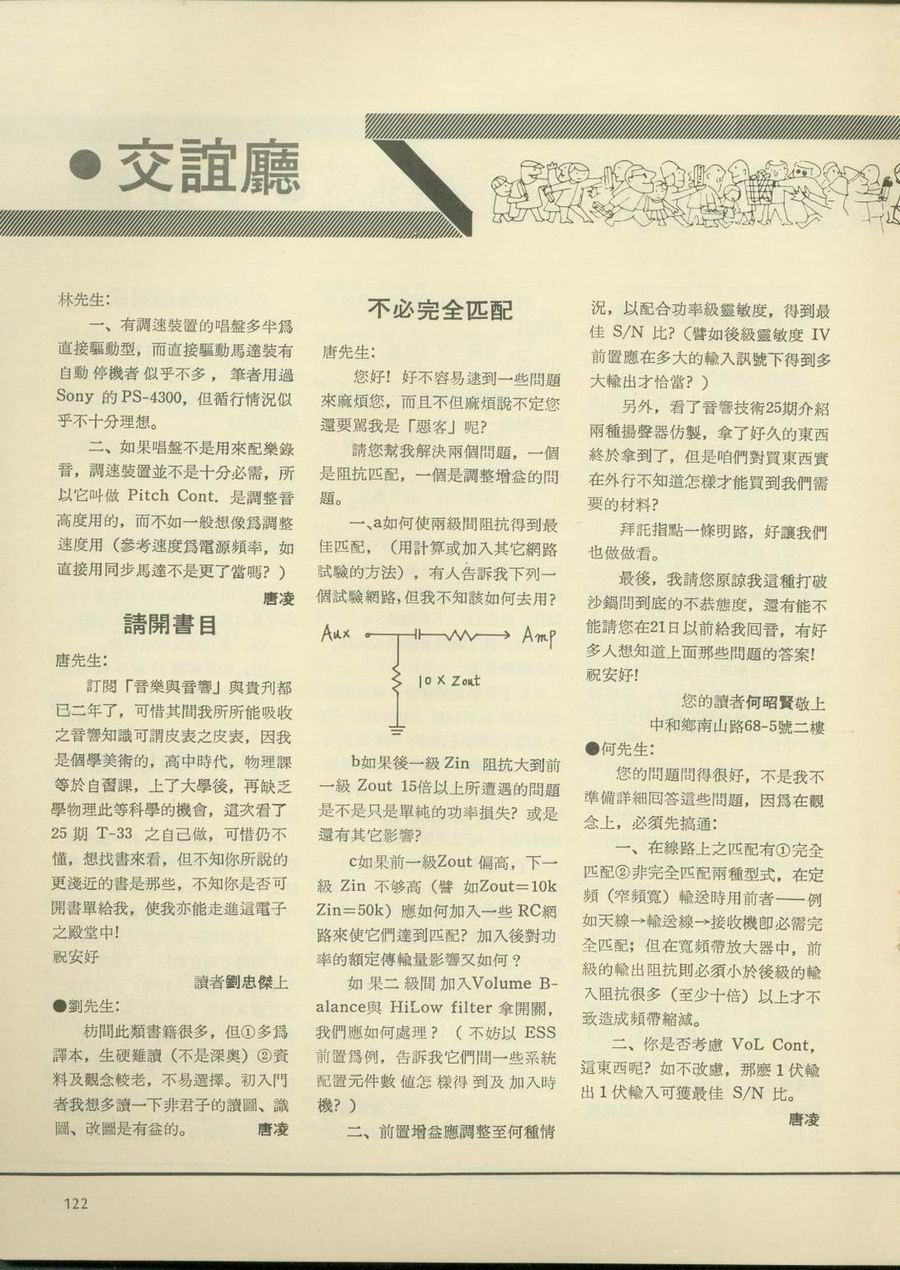 ●交誼廳
林先生：
一、有調速裝置的唱盤多半爲
直接驅動型，而直接驅動馬達裝有
自動停機者似乎不多，筆者用過
Sony 的PS-4300，但循行情況似
乎不十分理想。
二、如果唱盤不是用來配樂錄
音，調速裝置並不是十分必需，所
以它叫做 Pitch Cont. 是調整音
高度用的，而不如一般想像爲調整
速度用（參考速度爲電源頻率，如
直接用同步馬達不是更了當嗎？）
唐凌
請開書目
唐先生：
訂閱「音樂與音響」與貴刋都
已二年了，可惜其間我所所能吸收
之音響知識可謂皮表之皮表，因我
是個學美術的，高中時代，物理課
等於自習課，上了大學後，再缺乏
學物理此等科學的機會，這次看了
25 期 T-33 之自己做，可惜仍不
懂，想找書來看，但不知你所說的
更淺近的書是那些，不知你是否可
開書單給我，使我亦能走進這電子
之殿堂中！
祝安好
讀者劉忠傑上
●劉先生：
枋間此類書籍很多，但①多爲
譯本，生硬難讀（不是深奧）②資
料及觀念較老，不易選擇。初入門
者我想多讀一下非君子的讀圖、識
圖、改圖是有益的。 唐凌
不必完全匹配
唐先生：
您好！好不容易逮到一些問題
來麻煩您，而且不但麻煩說不定您
還要罵我是「惡客」呢？
請您幫我解決兩個問題，一個
是阻抗匹配，一個是調整增益的問
題。
一、a如何使兩級間阻抗得到最
佳匹配，（用計算或加入其它網路
試驗的方法），有人告訴我下列一
個試驗網路，但我不知該如何去用？
Aux Amp
10 X Zout
b如果後一級 Zin 阻抗大到前
一級 Zout 15倍以上所遭遇的問題
是不是只是單純的功率損失？或是
還有其它影響？
c如果前一級Zout 偏高，下一
級 Zin 不够高（譬 如Zout＝10k
Zin＝50k）應如何加入一些 RC網
路來使它們達到匹配？加入後對功
率的額定傳輸量影響又如何？
如果二級間加入Volume B-
alance與 HiLow filter 拿開關，
我們應如何處理？（不妨以 ESS
前置爲例，告訴我它們間一些系統
配置元件數值怎樣得到及加入時
機？）
二、前置增益應調整至何種情
況，以配合功率級靈敏度，得到最
佳 S/N 比？（譬如後級靈敏度 IV
前置應在多大的輸入訊號下得到多
大輸出才恰當？）
另外，看了音響技術25期介紹
兩種揚聲器仿製，拿了好久的東西
終於拿到了，但是咱們對買東西實
在外行不知道怎樣才能買到我們需
要的材料？
拜託指點一條明路，好讓我們
也做做看。
最後，我請您原諒我這種打破
沙鍋問到底的不恭態度，還有能不
能請您在21日以前給我囘音，有好
多人想知道上面那些問題的答案！
祝安好！
您的讀者何昭賢敬上
中和鄉南山路68-5號二樓
●何先生：
您的問題問得很好，不是我不
準備詳細囘答這些問題，因爲在觀
念上，必須先搞通：
一、在線路上之匹配有①完全
匹配②非完全匹配兩種型式，在定
頻（窄頻寬）輸送時用前者——例
如天線→輸送線→接收機卽必需完
全匹配；但在寬頻帶放大器中，前
級的輸出阻抗則必須小於後級的輸
入阻抗很多（至少十倍）以上才不
致造成頻帶縮減。
二、你是否考慮 VoL Cont，
這東西呢？如不改慮，那麽１伏輸
出１伏輸入可獲最佳 S/N 比。
唐凌
122